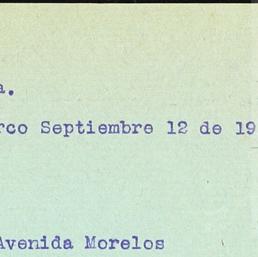 a.
rco Septiembre 12 de 19
Avenida Morelos